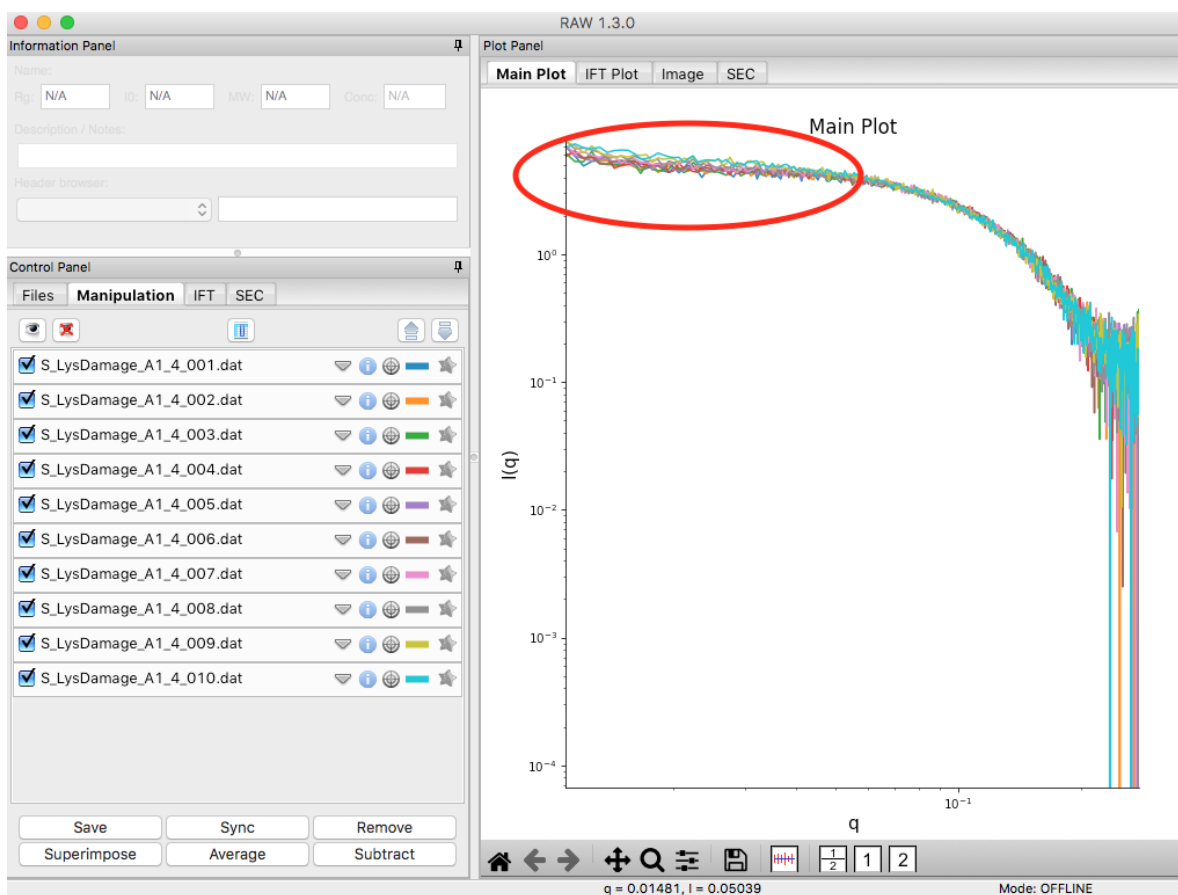 RAW 1.3.0
Information Panel
Name:
Rg: N/A I0: N/A MW: N/A Conc: N/A
Description / Notes:
Header browser:
Control Panel
Files Manipulation IFT SEC
S_LysDamage_A1_4_001.dat
S_LysDamage_A1_4_002.dat
S_LysDamage_A1_4_003.dat
S_LysDamage_A1_4_004.dat
S_LysDamage_A1_4_005.dat
S_LysDamage_A1_4_006.dat
S_LysDamage_A1_4_007.dat
S_LysDamage_A1_4_008.dat
S_LysDamage_A1_4_009.dat
S_LysDamage_A1_4_010.dat
Save Sync Remove
Superimpose Average Subtract
Plot Panel
Main Plot IFT Plot Image SEC
Main Plot
I(q)
10⁰
10⁻¹
10⁻²
10⁻³
10⁻⁴
10⁻¹
q
1/2 1 2
q = 0.01481, I = 0.05039 Mode: OFFLINE